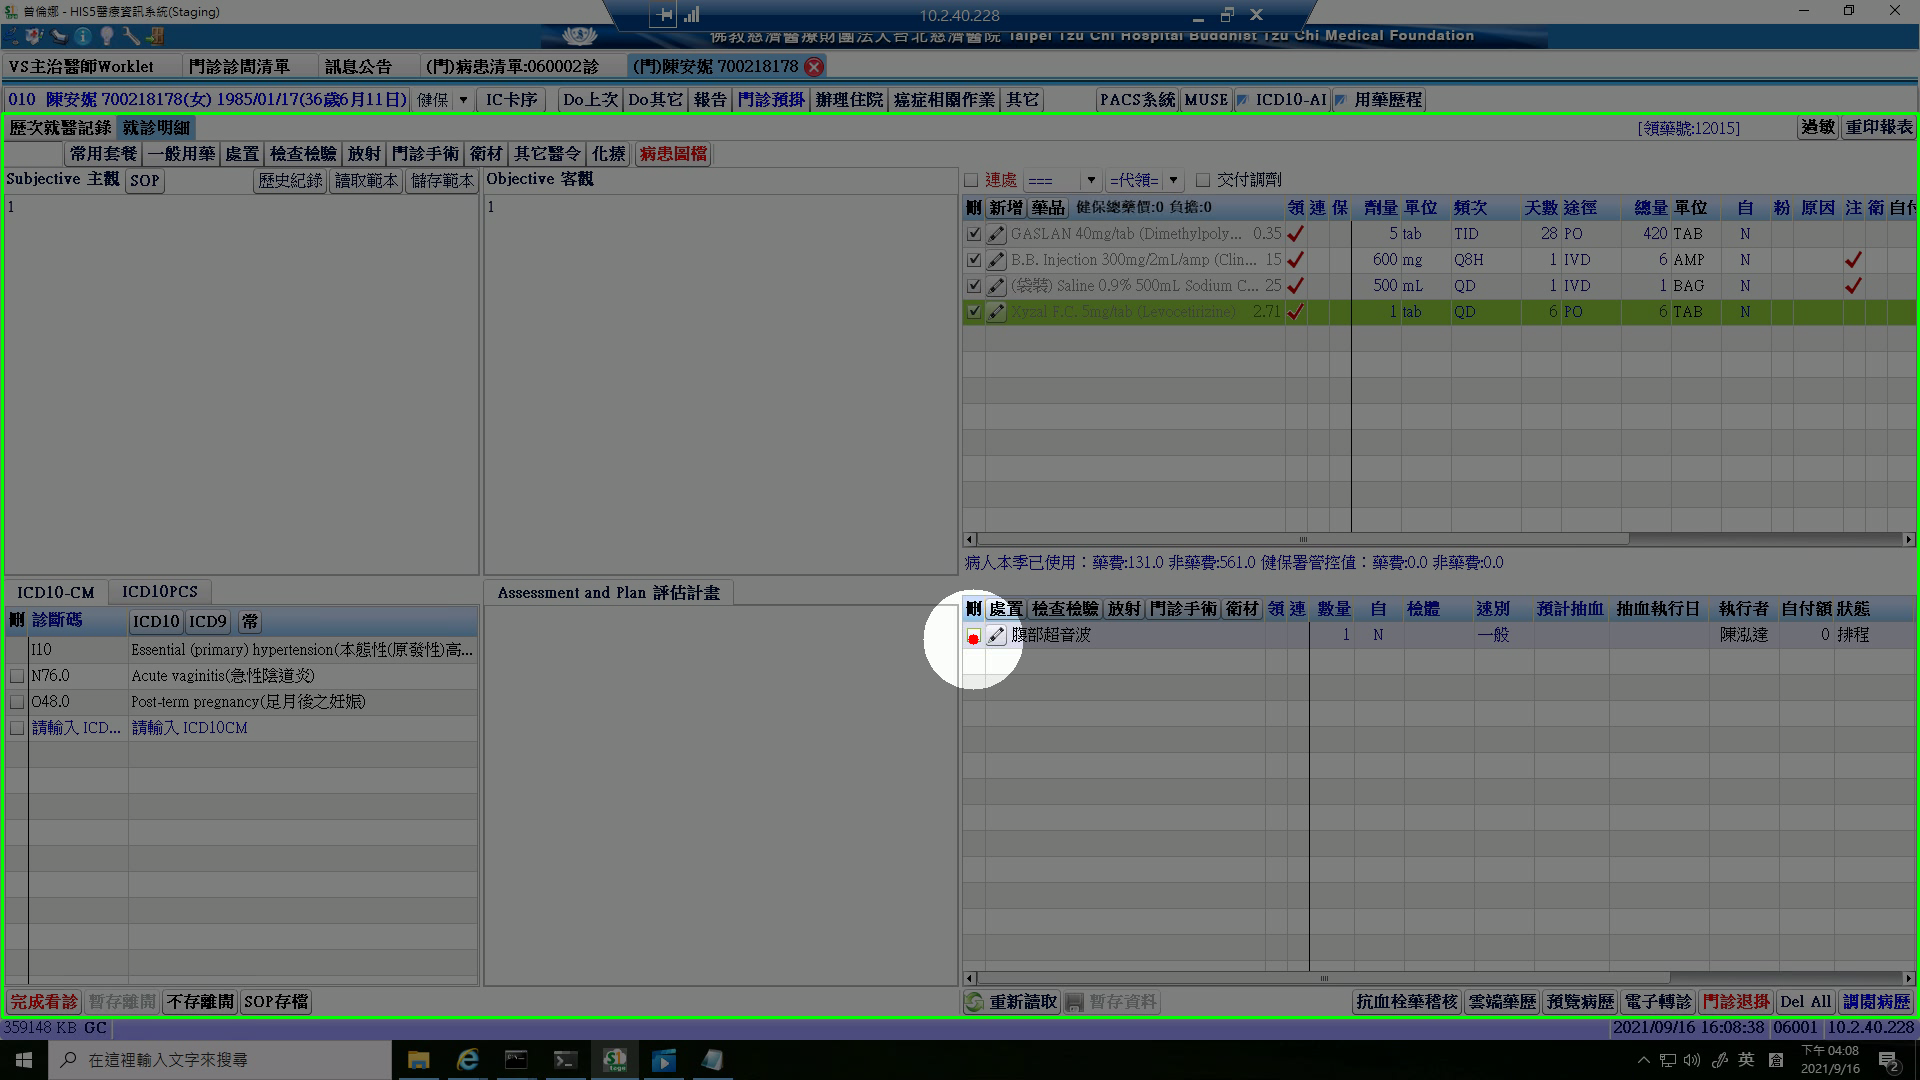 曾倫娜 - HIS5醫療資訊系統(Staging)
10.2.40.228
佛教慈濟醫療財團法人台北慈濟醫院 Taipei Tzu Chi Hospital Buddhist Tzu Chi Medical Foundation
VS主治醫師Worklet 門診診間清單 訊息公告 (門)病患清單:060002診 (門)陳安妮 700218178
010 陳安妮 700218178(女) 1985/01/17(36歲6月11日) 健保 IC卡序 Do上次 Do其它 報告 門診預掛 辦理住院 癌症相關作業 其它 PACS系統 MUSE ICD10-AI 用藥歷程
歷次就醫記錄 就診明細 [領藥號:12015] 過敏 重印報表
常用套餐 一般用藥 處置 檢查檢驗 放射 門診手術 衛材 其它醫令 化療 病患圖檔
Subjective 主觀 SOP 歷史紀錄 讀取範本 儲存範本 Objective 客觀
1
1
連處 === =代領= 交付調劑
刪 新增 藥品 健保總藥價:0 負擔:0 領 連 保 劑量 單位 頻次 天數 途徑 總量 單位 自 粉 原因 注 衛 自付
GASLAN 40mg/tab (Dimethylpoly... 0.35 5 tab TID 28 PO 420 TAB N
B.B. Injection 300mg/2mL/amp (Clin... 15 600 mg Q8H 1 IVD 6 AMP N
(袋裝) Saline 0.9% 500mL Sodium C... 25 500 mL QD 1 IVD 1 BAG N
Xyzal F.C. 5mg/tab (Levocetirizine) 2.71 1 tab QD 6 PO 6 TAB N
病人本季已使用：藥費:131.0 非藥費:561.0 健保署管控值：藥費:0.0 非藥費:0.0
ICD10-CM ICD10PCS
刪 診斷碼 ICD10 ICD9 常
I10 Essential (primary) hypertension(本態性(原發性)高...
N76.0 Acute vaginitis(急性陰道炎)
O48.0 Post-term pregnancy(足月後之妊娠)
請輸入 ICD... 請輸入 ICD10CM
Assessment and Plan 評估計畫
刪 處置 檢查檢驗 放射 門診手術 衛材 領 連 數量 自 檢體 速別 預計抽血 抽血執行日 執行者 自付額 狀態
腹部超音波 1 N 一般 陳泓達 0 排程
完成看診 暫存離開 不存離開 SOP存檔 重新讀取 暫存資料 抗血栓藥稽核 雲端藥歷 預覽病歷 電子轉診 門診退掛 Del All 調閱病歷
359148 KB GC 2021/09/16 16:08:38 06001 10.2.40.228
在這裡輸入文字來搜尋 英 下午 04:08
2021/9/16 2